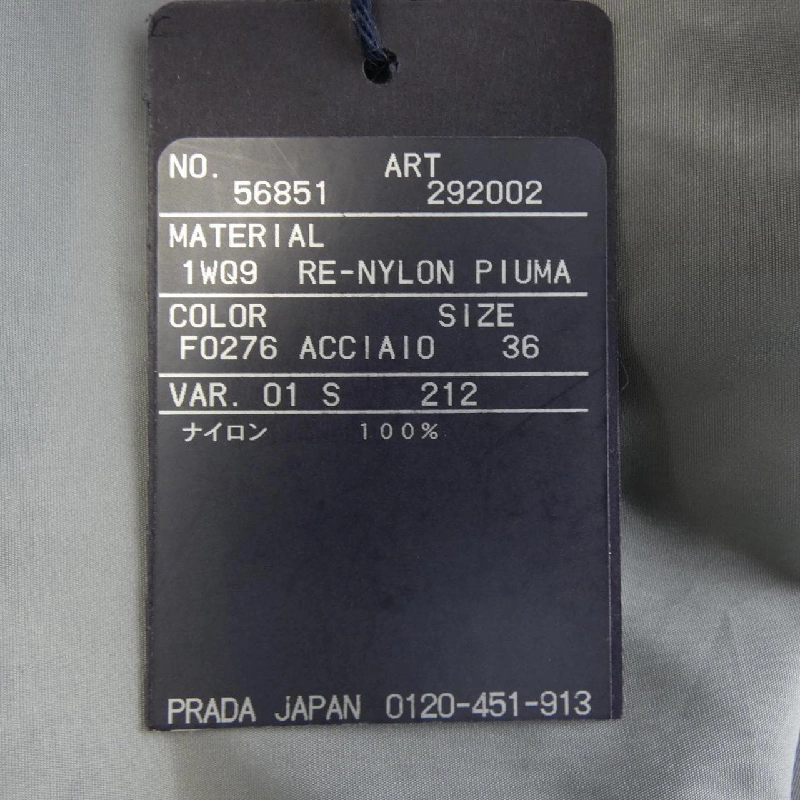 NO. ART
56851 292002
MATERIAL
1WQ9 RE-NYLON PIUMA
COLOR SIZE
F0276 ACCIAIO 36
VAR. 01 S 212
ナイロン 100%
PRADA JAPAN 0120-451-913